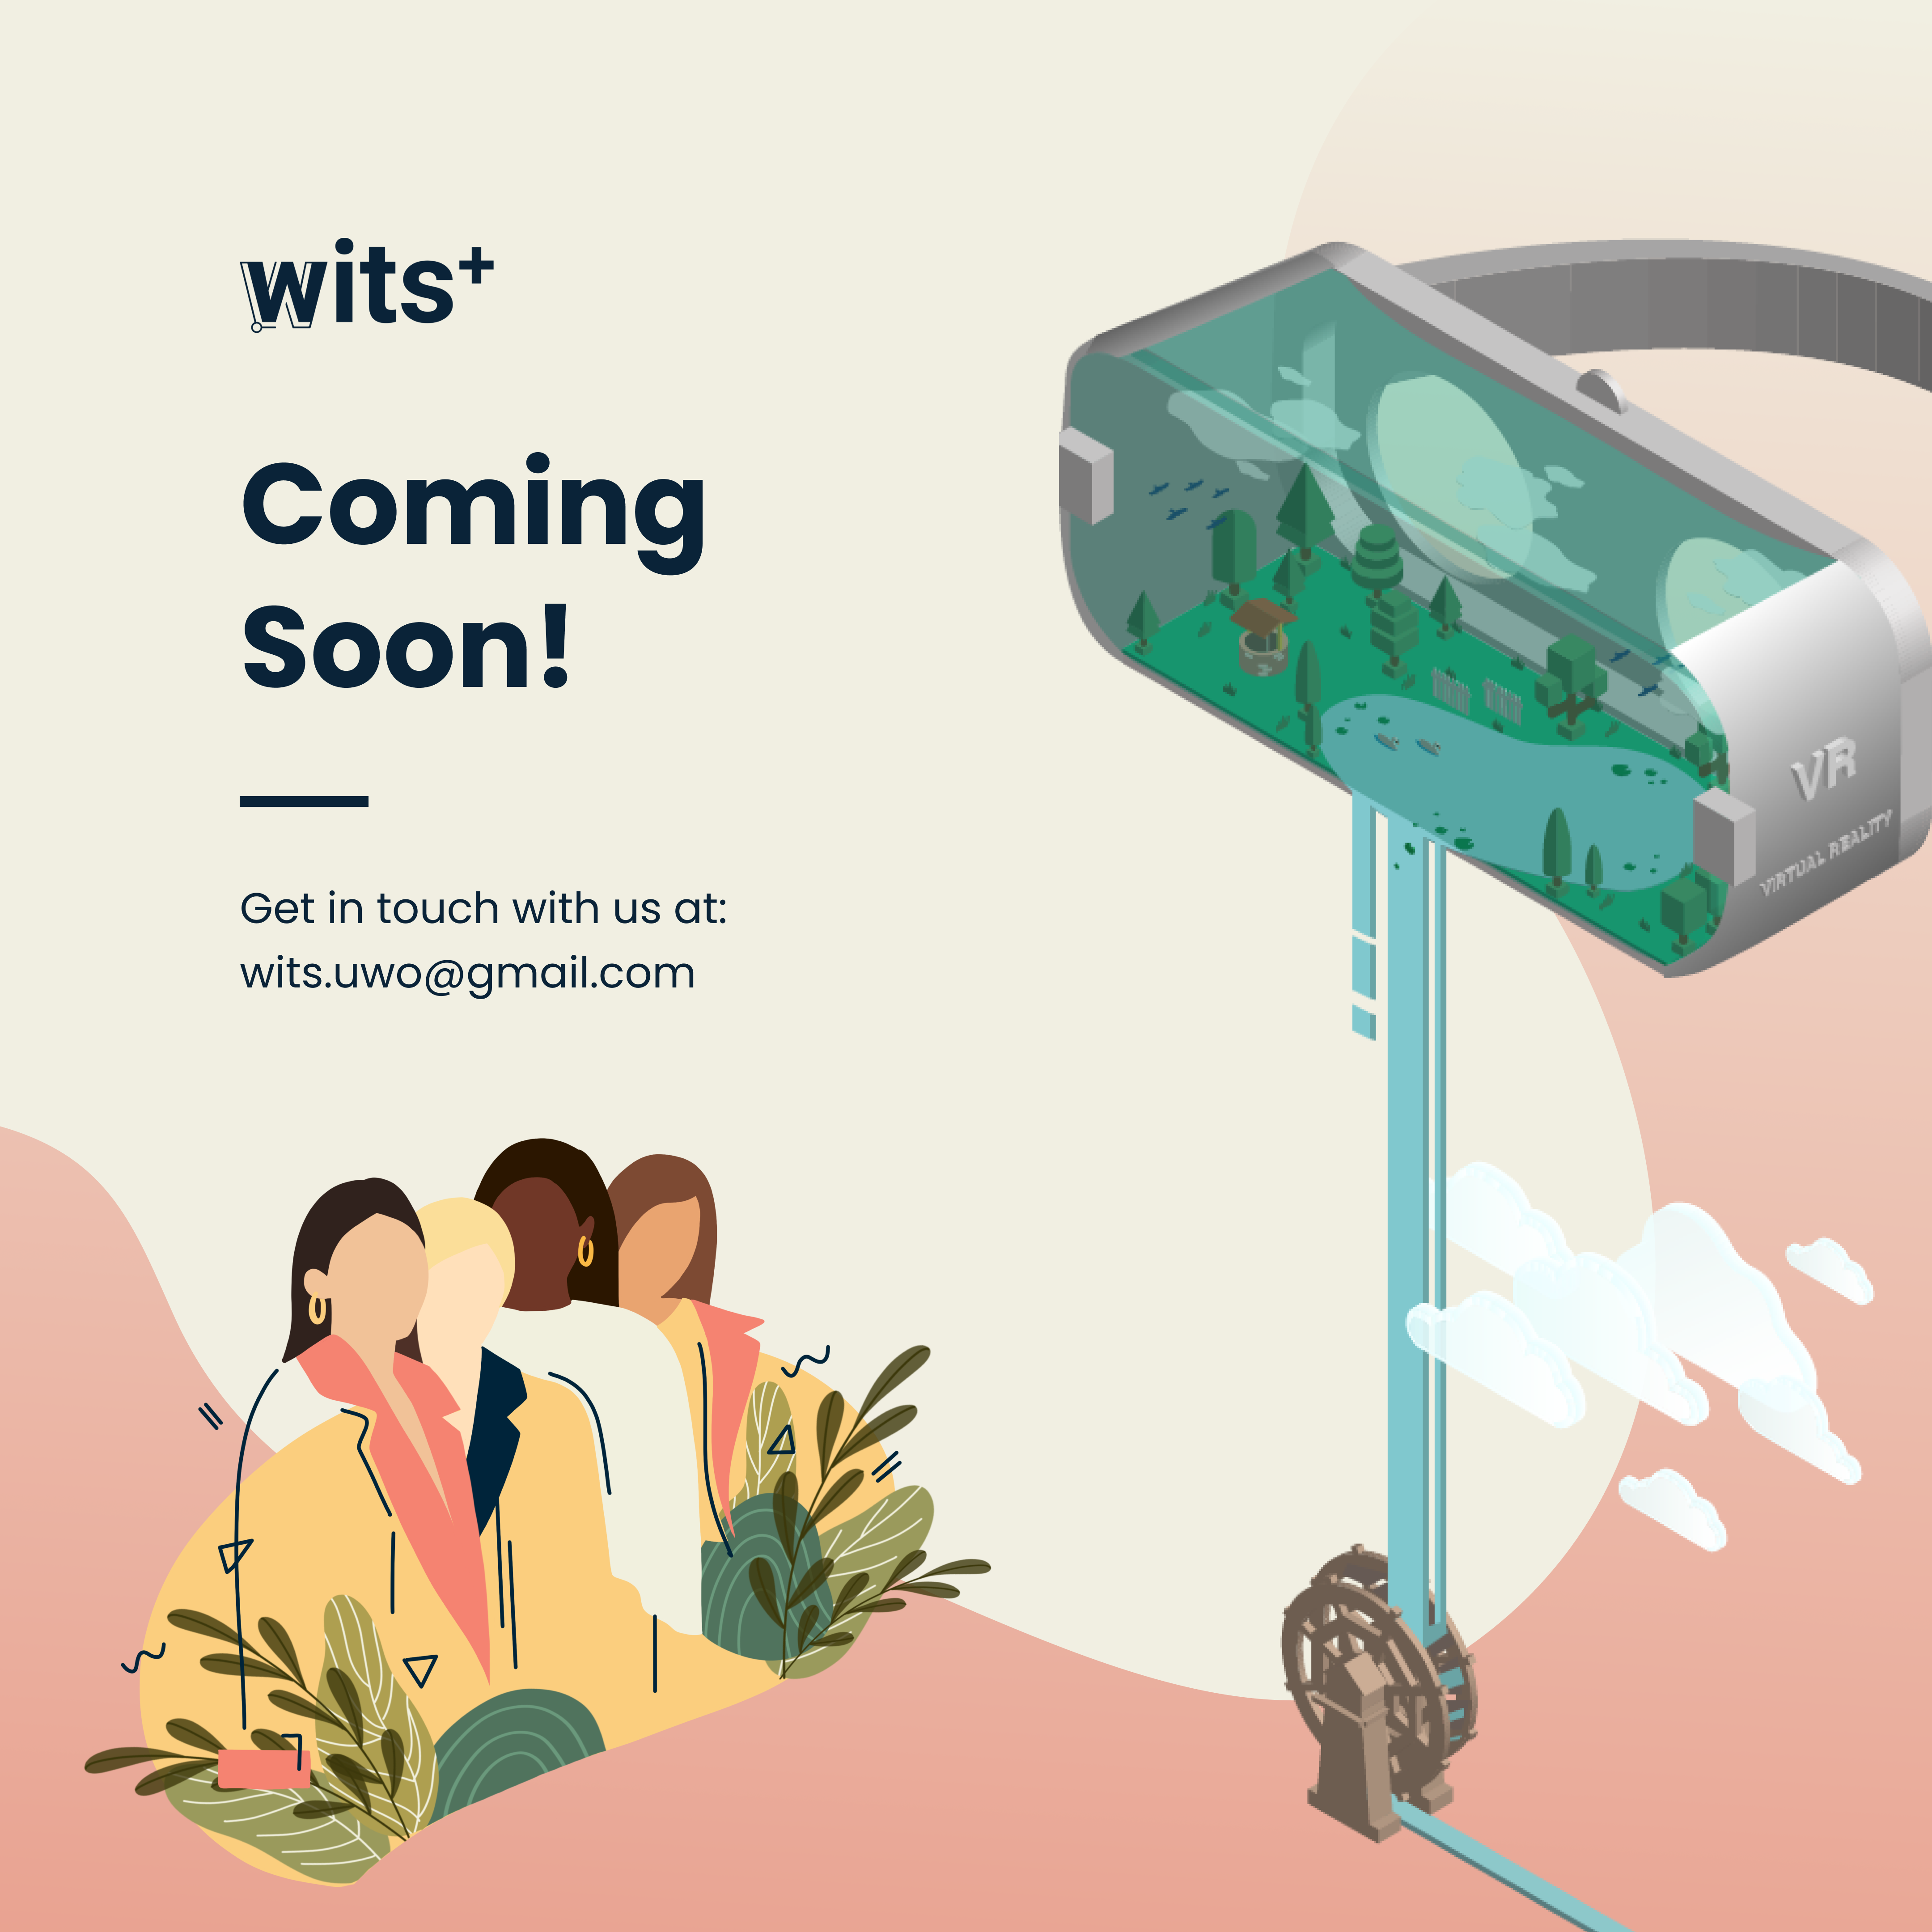 wits+
Coming
Soon!
Get in touch with us at:
wits.uwo@gmail.com
VR
VIRTUAL REALITY